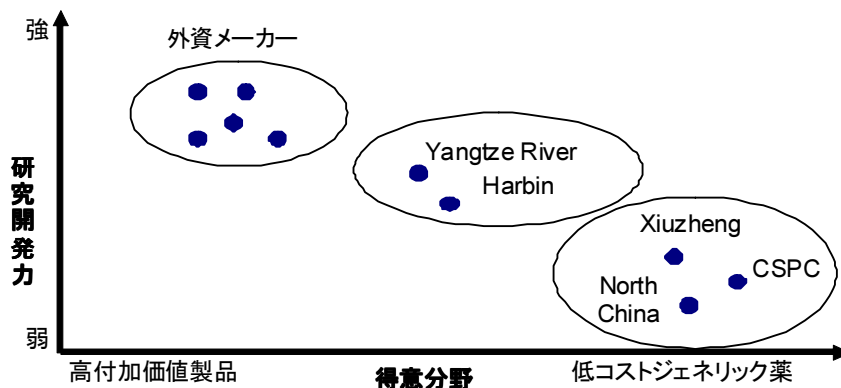 強
外資メーカー
Yangtze River
Harbin
研究開発力
Xiuzheng
CSPC
North
China
弱
高付加価値製品
得意分野
低コストジェネリック薬